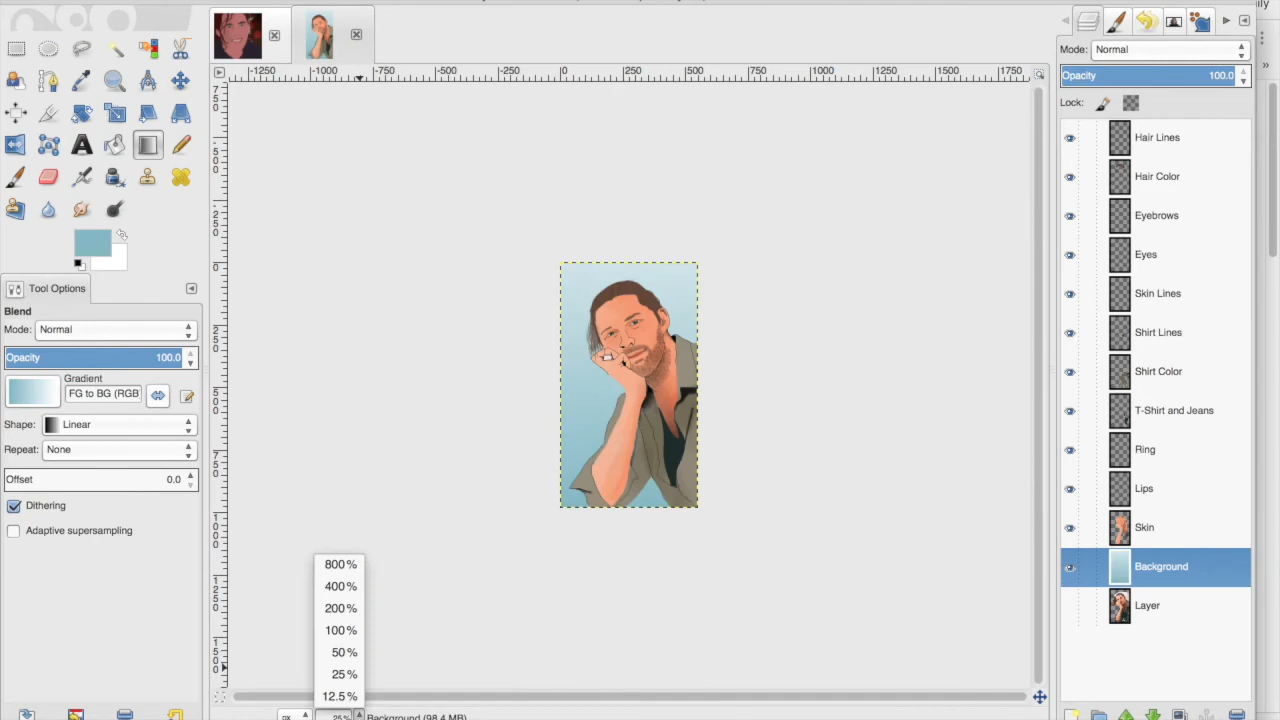 -1250 -1000 -750 -500 -250 0 250 500 750 1000 1250 1500 1750
Mode: Normal
Opacity 100.0
Lock:
Hair Lines
Hair Color
Eyebrows
Eyes
Skin Lines
Shirt Lines
Shirt Color
T-Shirt and Jeans
Ring
Lips
Skin
Background
Layer
Tool Options
Blend
Mode: Normal
Opacity 100.0
Gradient
FG to BG (RGB
Shape: Linear
Repeat: None
Offset 0.0
Dithering
Adaptive supersampling
800%
400%
200%
100%
50%
25%
12.5%
px 25% Background (98.4 MB)